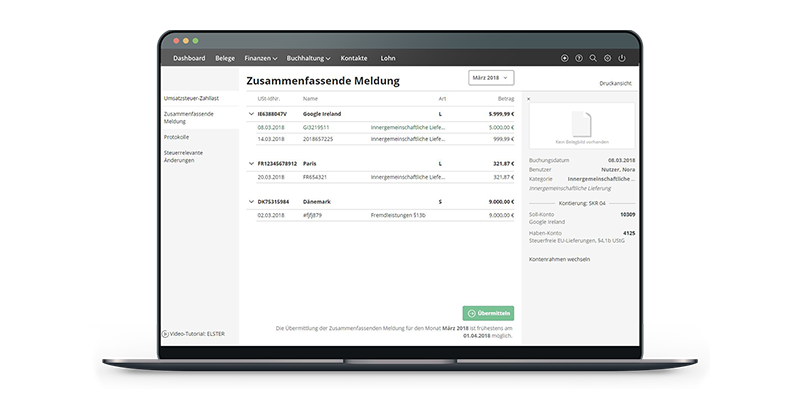 Dashboard Belege Finanzen Buchhaltung Kontakte Lohn
Zusammenfassende Meldung
März 2018
Druckansicht
Umsatzsteuer-Zahllast
Zusammenfassende
Meldung
Protokolle
Steuerrelevante
Änderungen
Video-Tutorial: ELSTER
USt-IdNr. Name Art Betrag
IE6388047V Google Ireland L 5.999,99 €
08.03.2018 GI3219511 Innergemeinschaftliche Liefe... 5.000,00 €
14.03.2018 2018657225 Innergemeinschaftliche Liefe... 999,99 €
FR12345678912 Paris L 321,87 €
20.03.2018 FR654321 Innergemeinschaftliche Liefe... 321,87 €
DK75315984 Dänemark S 9.000,00 €
02.03.2018 #fjfj879 Fremdleistungen §13b 9.000,00 €
Übermitteln
Die Übermittlung der Zusammenfassenden Meldung für den Monat März 2018 ist frühestens am
01.04.2018 möglich.
×
Kein Belegbild vorhanden
Buchungsdatum 08.03.2018
Benutzer Nutzer, Nora
Kategorie Innergemeinschaftliche ...
Innergemeinschaftliche Lieferung
Kontierung: SKR 04
Soll-Konto 10309
Google Ireland
Haben-Konto 4125
Steuerfreie EU-Lieferungen, §4,1b UStG
Kontenrahmen wechseln